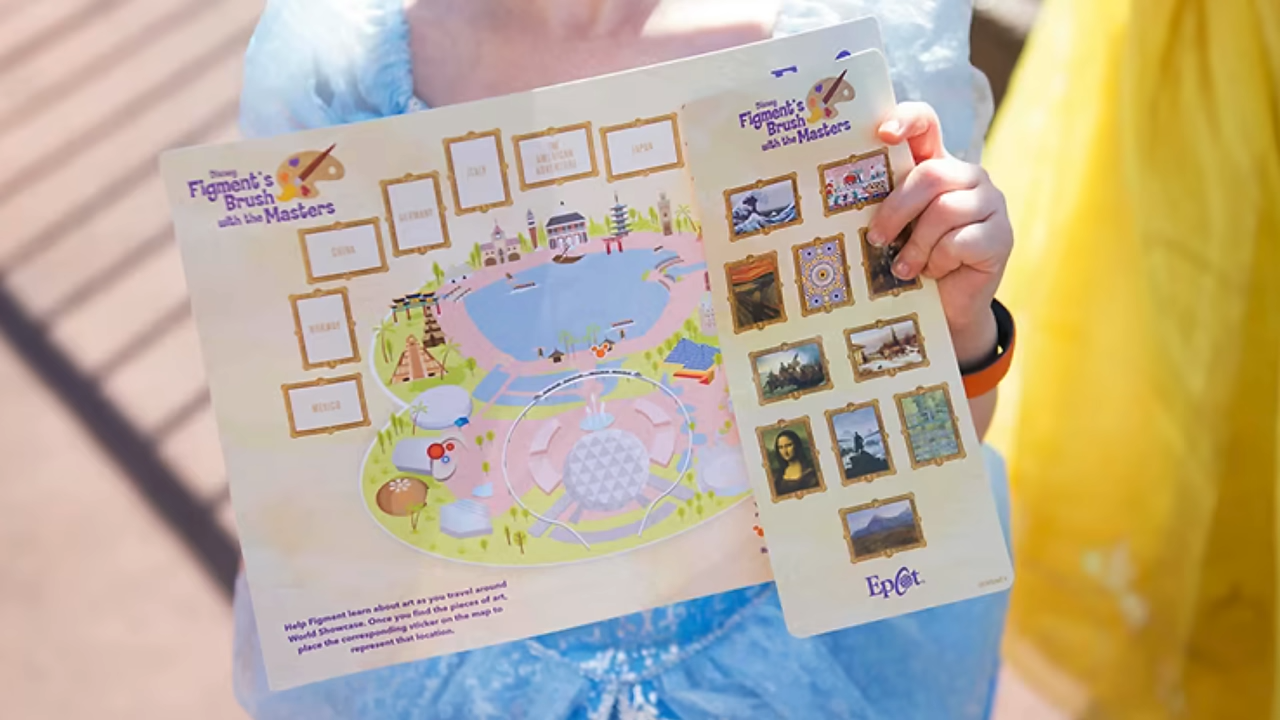 Disney
Figment's
Brush
with the Masters
CHINA
GERMANY
ITALY
THE
AMERICAN
ADVENTURE
JAPAN
NORWAY
MEXICO
Help Figment learn about art as you travel around
World Showcase. Once you find the pieces of art,
place the corresponding sticker on the map to
represent that location.
Disney
Figment's
Brush
with the Masters
Epcot